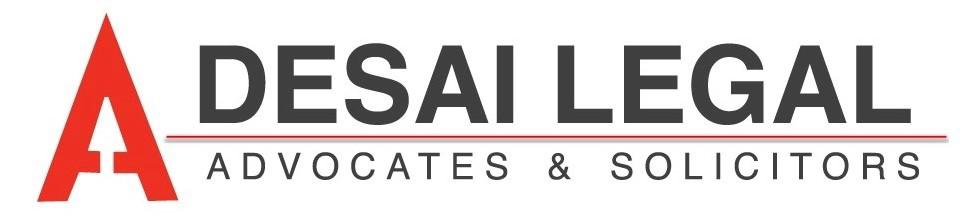 A DESAI LEGAL
ADVOCATES & SOLICITORS